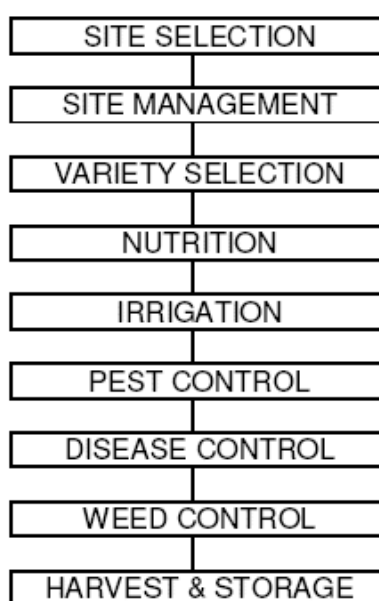 SITE SELECTION
SITE MANAGEMENT
VARIETY SELECTION
NUTRITION
IRRIGATION
PEST CONTROL
DISEASE CONTROL
WEED CONTROL
HARVEST & STORAGE